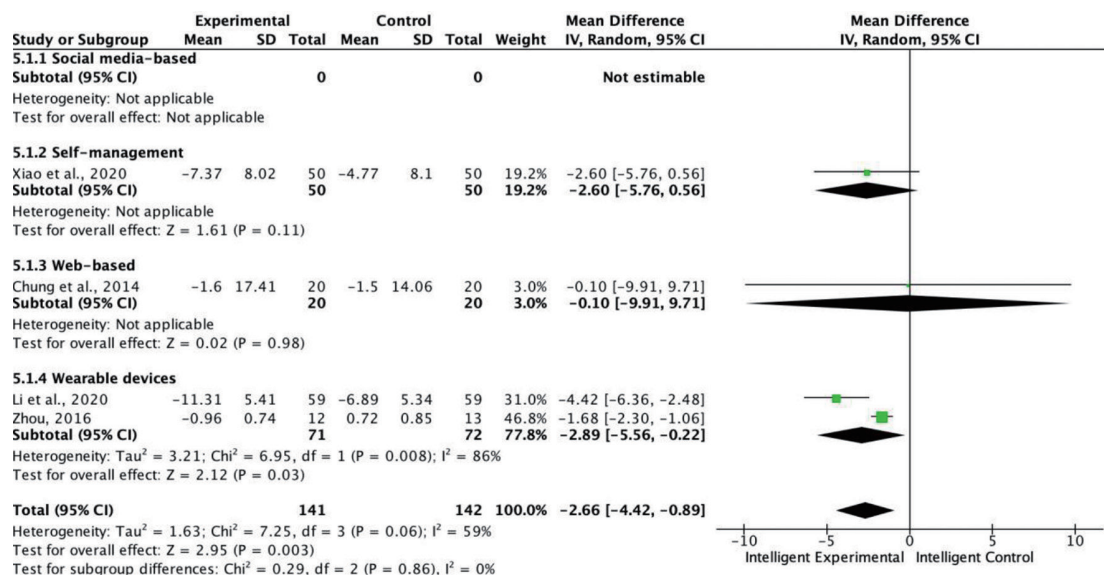 Experimental Control Mean Difference Mean Difference
Study or Subgroup Mean SD Total Mean SD Total Weight IV, Random, 95% CI IV, Random, 95% CI
5.1.1 Social media-based
Subtotal (95% CI) 0 0 Not estimable
Heterogeneity: Not applicable
Test for overall effect: Not applicable
5.1.2 Self-management
Xiao et al., 2020 −7.37 8.02 50 −4.77 8.1 50 19.2% −2.60 [−5.76, 0.56]
Subtotal (95% CI) 50 50 19.2% −2.60 [−5.76, 0.56]
Heterogeneity: Not applicable
Test for overall effect: Z = 1.61 (P = 0.11)
5.1.3 Web-based
Chung et al., 2014 −1.6 17.41 20 −1.5 14.06 20 3.0% −0.10 [−9.91, 9.71]
Subtotal (95% CI) 20 20 3.0% −0.10 [−9.91, 9.71]
Heterogeneity: Not applicable
Test for overall effect: Z = 0.02 (P = 0.98)
5.1.4 Wearable devices
Li et al., 2020 −11.31 5.41 59 −6.89 5.34 59 31.0% −4.42 [−6.36, −2.48]
Zhou, 2016 −0.96 0.74 12 0.72 0.85 13 46.8% −1.68 [−2.30, −1.06]
Subtotal (95% CI) 71 72 77.8% −2.89 [−5.56, −0.22]
Heterogeneity: Tau² = 3.21; Chi² = 6.95, df = 1 (P = 0.008); I² = 86%
Test for overall effect: Z = 2.12 (P = 0.03)
Total (95% CI) 141 142 100.0% −2.66 [−4.42, −0.89]
Heterogeneity: Tau² = 1.63; Chi² = 7.25, df = 3 (P = 0.06); I² = 59%
Test for overall effect: Z = 2.95 (P = 0.003)
Test for subgroup differences: Chi² = 0.29, df = 2 (P = 0.86), I² = 0%
−10 −5 0 5 10
Intelligent Experimental Intelligent Control